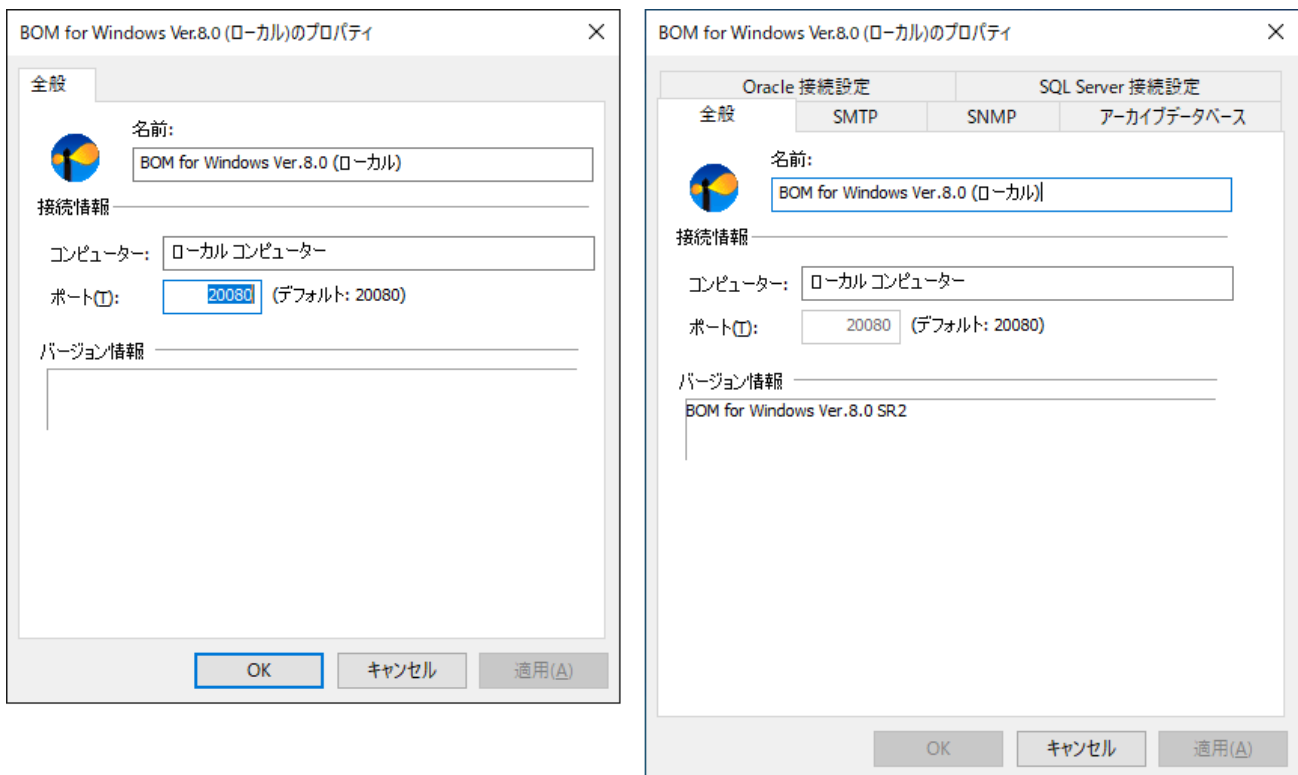 BOM for Windows Ver.8.0 (ローカル)のプロパティ
全般
名前:
BOM for Windows Ver.8.0 (ローカル)
接続情報
コンピューター: ローカル コンピューター
ポート(T): 20080 (デフォルト: 20080)
バージョン情報
OK キャンセル 適用(A)
BOM for Windows Ver.8.0 (ローカル)のプロパティ
Oracle 接続設定 SQL Server 接続設定
全般 SMTP SNMP アーカイブデータベース
名前:
BOM for Windows Ver.8.0 (ローカル)
接続情報
コンピューター: ローカル コンピューター
ポート(T): 20080 (デフォルト: 20080)
バージョン情報
BOM for Windows Ver.8.0 SR2
OK キャンセル 適用(A)